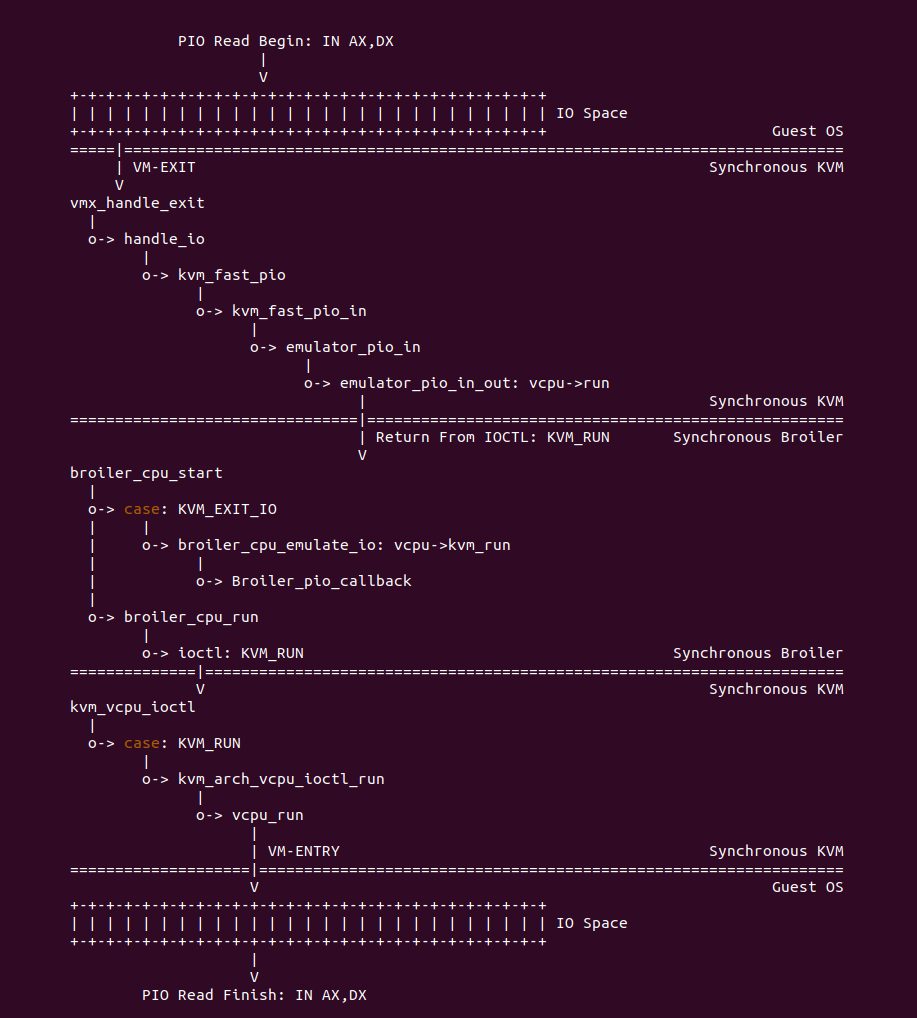 PIO Read Begin: IN AX,DX
|
V
+-+-+-+-+-+-+-+-+-+-+-+-+-+-+-+-+-+-+-+-+-+-+-+-+-+-+
| | | | | | | | | | | | | | | | | | | | | | | | | | | IO Space
+-+-+-+-+-+-+-+-+-+-+-+-+-+-+-+-+-+-+-+-+-+-+-+-+-+-+ Guest OS
=====|================================================================================
| VM-EXIT Synchronous KVM
V
vmx_handle_exit
|
o-> handle_io
|
o-> kvm_fast_pio
|
o-> kvm_fast_pio_in
|
o-> emulator_pio_in
|
o-> emulator_pio_in_out: vcpu->run
| Synchronous KVM
================================|=====================================================
| Return From IOCTL: KVM_RUN Synchronous Broiler
V
broiler_cpu_start
|
o-> case: KVM_EXIT_IO
| |
| o-> broiler_cpu_emulate_io: vcpu->kvm_run
| |
| o-> Broiler_pio_callback
|
o-> broiler_cpu_run
|
o-> ioctl: KVM_RUN Synchronous Broiler
==============|=======================================================================
V Synchronous KVM
kvm_vcpu_ioctl
|
o-> case: KVM_RUN
|
o-> kvm_arch_vcpu_ioctl_run
|
o-> vcpu_run
|
| VM-ENTRY Synchronous KVM
====================|=================================================================
V Guest OS
+-+-+-+-+-+-+-+-+-+-+-+-+-+-+-+-+-+-+-+-+-+-+-+-+-+-+
| | | | | | | | | | | | | | | | | | | | | | | | | | | IO Space
+-+-+-+-+-+-+-+-+-+-+-+-+-+-+-+-+-+-+-+-+-+-+-+-+-+-+
|
V
PIO Read Finish: IN AX,DX